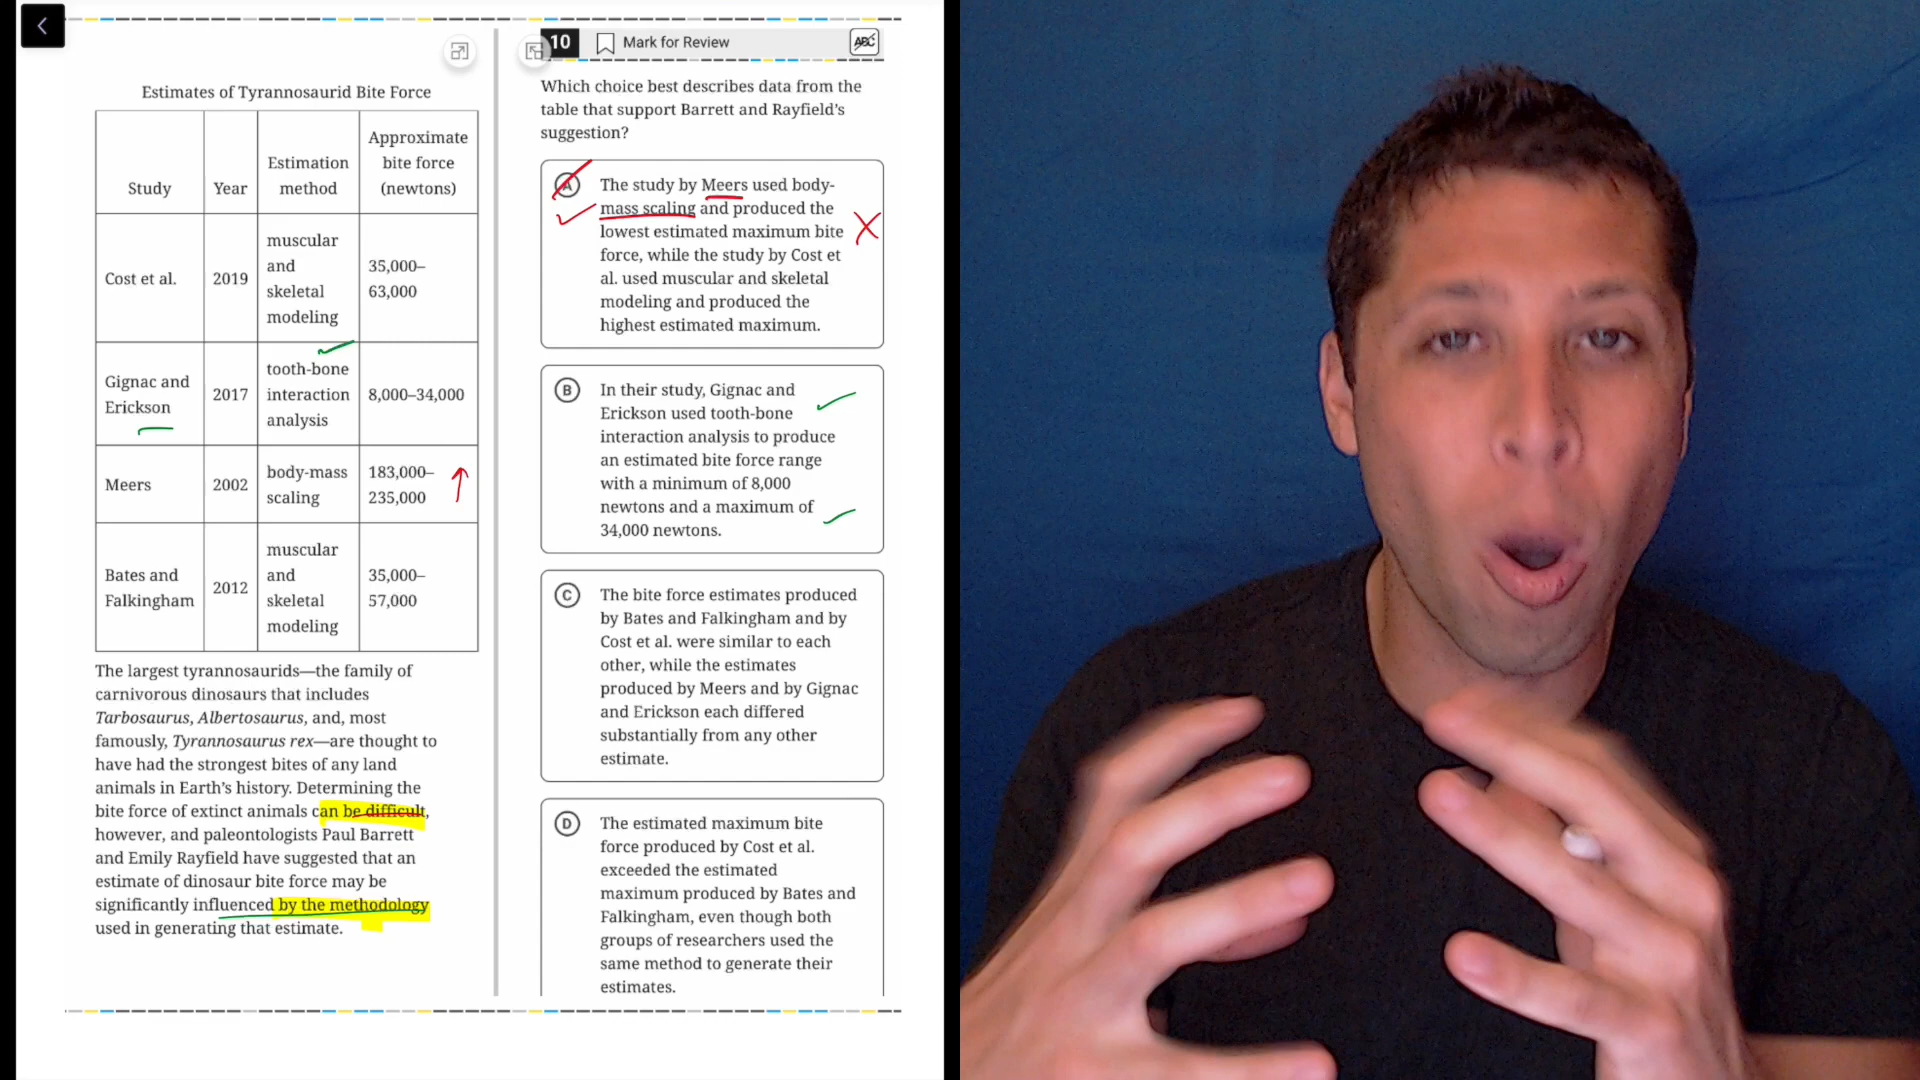 Estimates of Tyrannosaurid Bite Force
Study
Year
Estimation
method
Approximate
bite force
(newtons)
Cost et al.
2019
muscular
and
skeletal
modeling
35,000–
63,000
Gignac and
Erickson
2017
tooth-bone
interaction
analysis
8,000–34,000
Meers
2002
body-mass
scaling
183,000–
235,000
Bates and
Falkingham
2012
muscular
and
skeletal
modeling
35,000–
57,000
The largest tyrannosaurids—the family of
carnivorous dinosaurs that includes
Tarbosaurus, Albertosaurus, and, most
famously, Tyrannosaurus rex—are thought to
have had the strongest bites of any land
animals in Earth's history. Determining the
bite force of extinct animals can be difficult,
however, and paleontologists Paul Barrett
and Emily Rayfield have suggested that an
estimate of dinosaur bite force may be
significantly influenced by the methodology
used in generating that estimate.
10
Mark for Review
ABC
Which choice best describes data from the
table that support Barrett and Rayfield's
suggestion?
A
The study by Meers used body-
mass scaling and produced the
lowest estimated maximum bite
force, while the study by Cost et
al. used muscular and skeletal
modeling and produced the
highest estimated maximum.
B
In their study, Gignac and
Erickson used tooth-bone
interaction analysis to produce
an estimated bite force range
with a minimum of 8,000
newtons and a maximum of
34,000 newtons.
C
The bite force estimates produced
by Bates and Falkingham and by
Cost et al. were similar to each
other, while the estimates
produced by Meers and by Gignac
and Erickson each differed
substantially from any other
estimate.
D
The estimated maximum bite
force produced by Cost et al.
exceeded the estimated
maximum produced by Bates and
Falkingham, even though both
groups of researchers used the
same method to generate their
estimates.